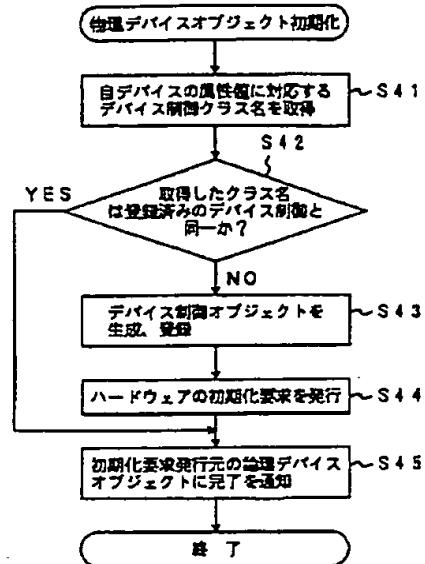 物理デバイスオブジェクト初期化
自デバイスの属性値に対応する
デバイス制御クラス名を取得
S41
S42
YES
取得したクラス名
は登録済みのデバイス制御と
同一か？
NO
デバイス制御オブジェクトを
生成、登録
S43
ハードウェアの初期化要求を発行
S44
初期化要求発行元の論理デバイス
オブジェクトに完了を通知
S45
終了